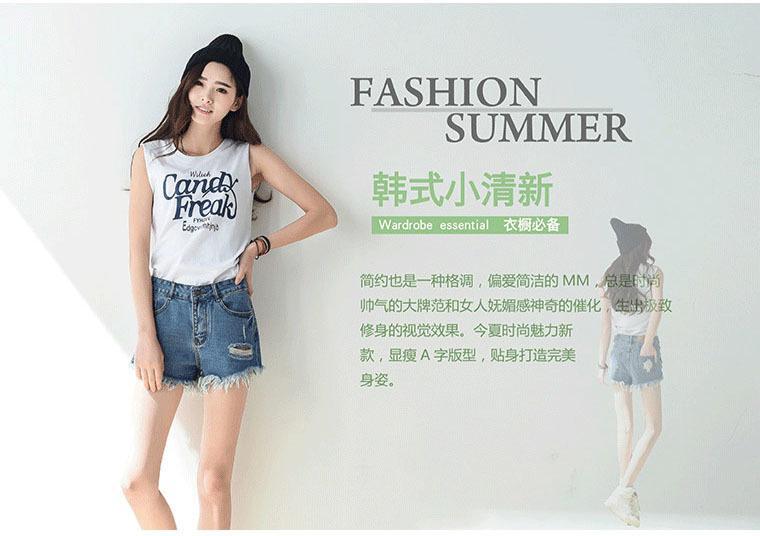 FASHION
SUMMER
韩式小清新
Wardrobe essential 衣橱必备
简约也是一种格调，偏爱简洁的 MM，总是时尚
帅气的大牌范和女人妩媚感神奇的催化，生出极致
修身的视觉效果。今夏时尚魅力新
款，显瘦 A 字版型，贴身打造完美
身姿。
Candy
Freak